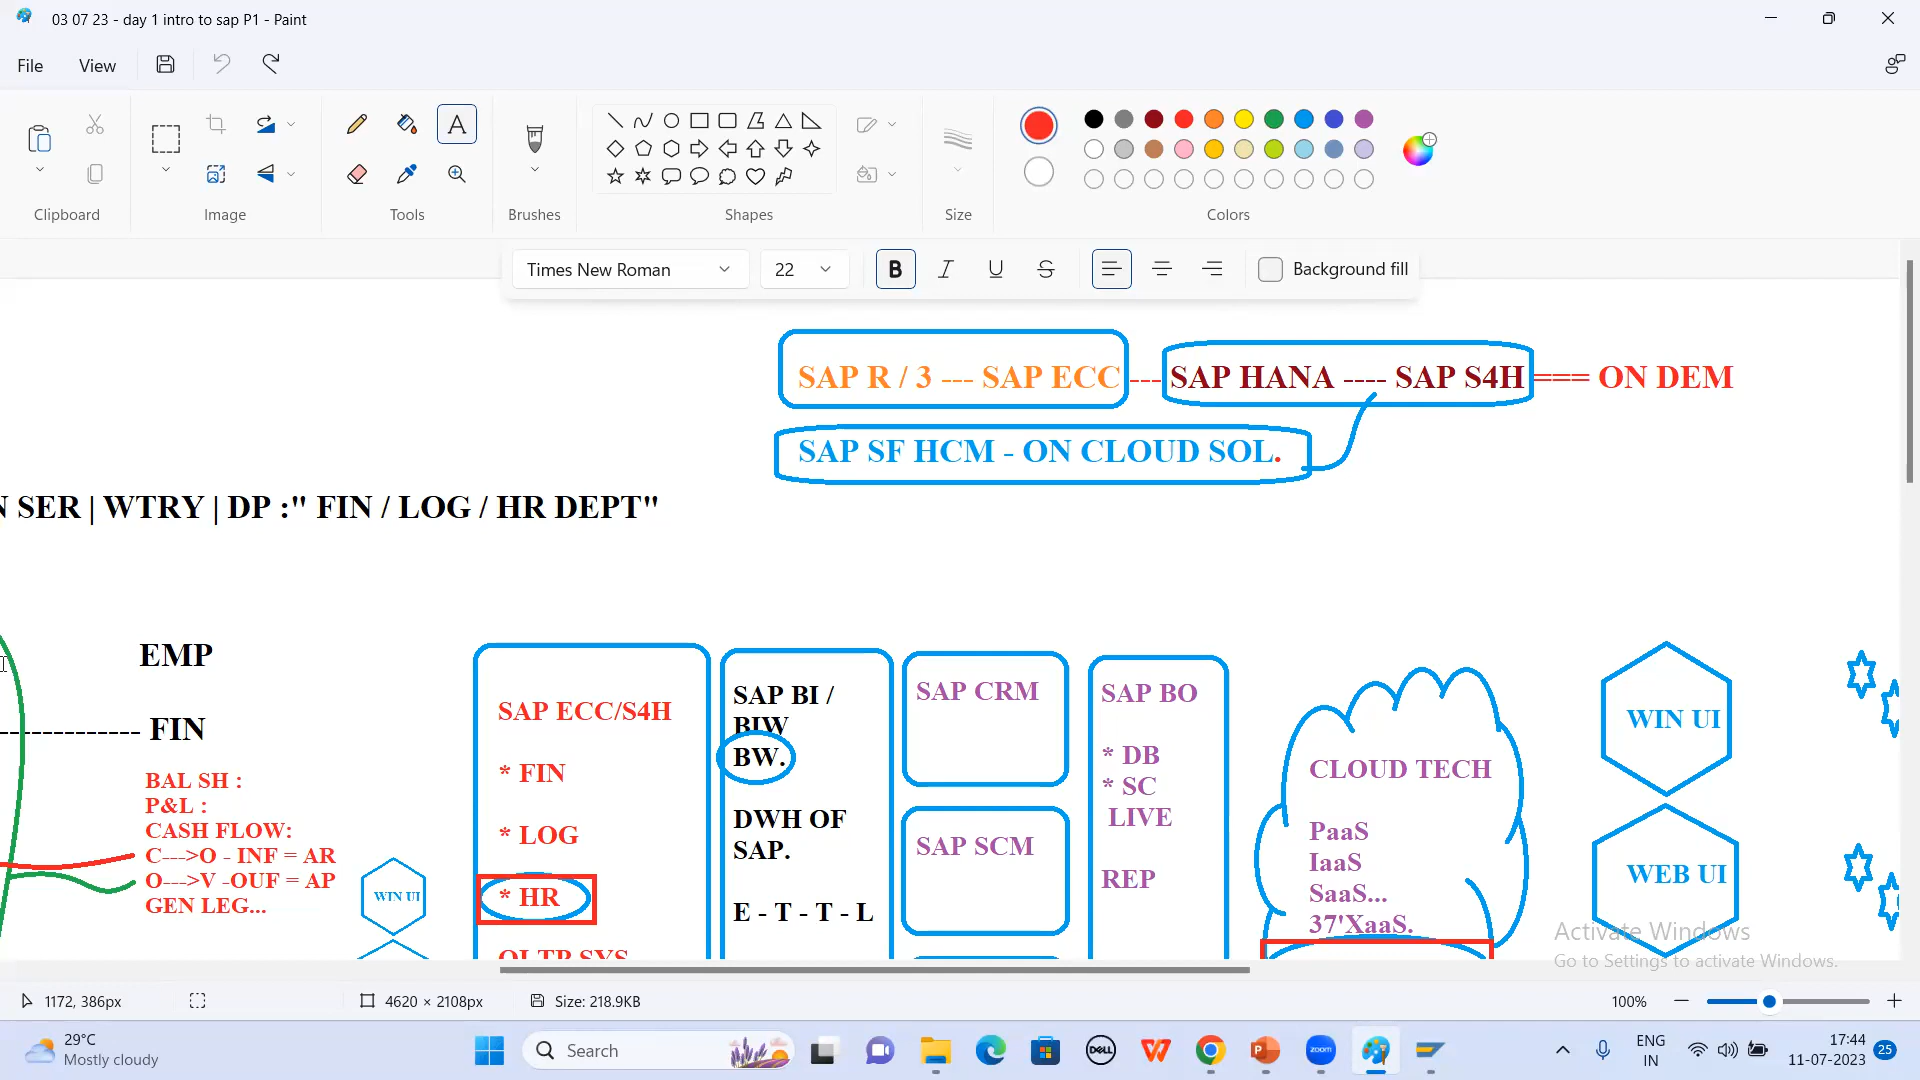 03 07 23 - day 1 intro to sap P1 - Paint
File
View
Clipboard
Image
Tools
Brushes
Shapes
Size
Colors
Times New Roman
22
B
Background fill
SAP R / 3 --- SAP ECC ---- SAP HANA ---- SAP S4H === ON DEM
SAP SF HCM - ON CLOUD SOL.
SER | WTRY | DP :" FIN / LOG / HR DEPT"
EMP
------------- FIN
BAL SH :
P&L :
CASH FLOW:
C--->O - INF = AR
O--->V -OUF = AP
GEN LEG...
WIN UI
SAP ECC/S4H
* FIN
* LOG
* HR
OLTP SYS
SAP BI /
BIW
BW.
DWH OF
SAP.
E - T - T - L
SAP CRM
SAP SCM
SAP BO
* DB
* SC
LIVE
REP
CLOUD TECH
PaaS
IaaS
SaaS...
37'XaaS.
WIN UI
WEB UI
Activate Windows
Go to Settings to activate Windows.
1172, 386px
4620 × 2108px
Size: 218.9KB
100%
29°C
Mostly cloudy
Search
DELL
zoom
ENG
IN
17:44
11-07-2023
25